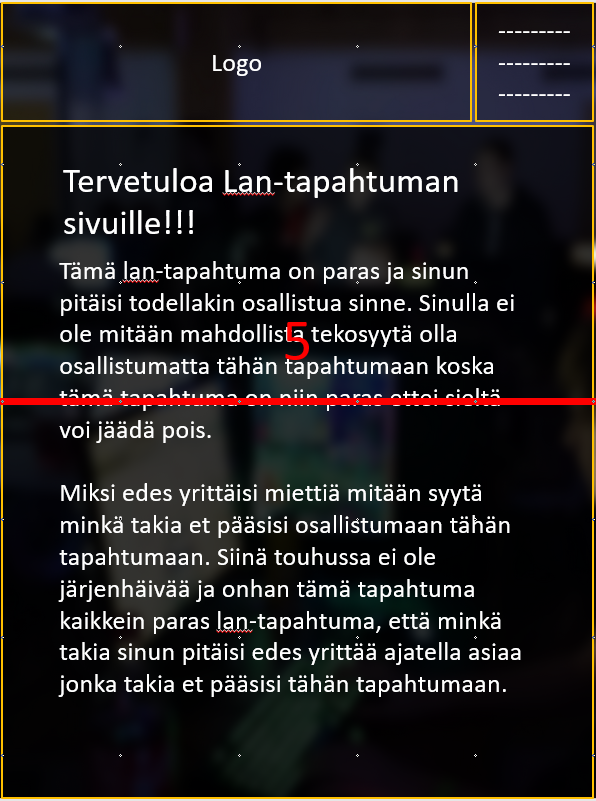 Logo
---------
---------
---------
Tervetuloa Lan-tapahtuman
sivuille!!!
Tämä lan-tapahtuma on paras ja sinun
pitäisi todellakin osallistua sinne. Sinulla ei
ole mitään mahdollista tekosyytä olla
5
osallistumatta tähän tapahtumaan koska
tämä tapahtuma on niin paras ettei sieltä
voi jäädä pois.
Miksi edes yrittäisi miettiä mitään syytä
minkä takia et pääsisi osallistumaan tähän
tapahtumaan. Siinä touhussa ei ole
järjenhäivää ja onhan tämä tapahtuma
kaikkein paras lan-tapahtuma, että minkä
takia sinun pitäisi edes yrittää ajatella asiaa
jonka takia et pääsisi tähän tapahtumaan.